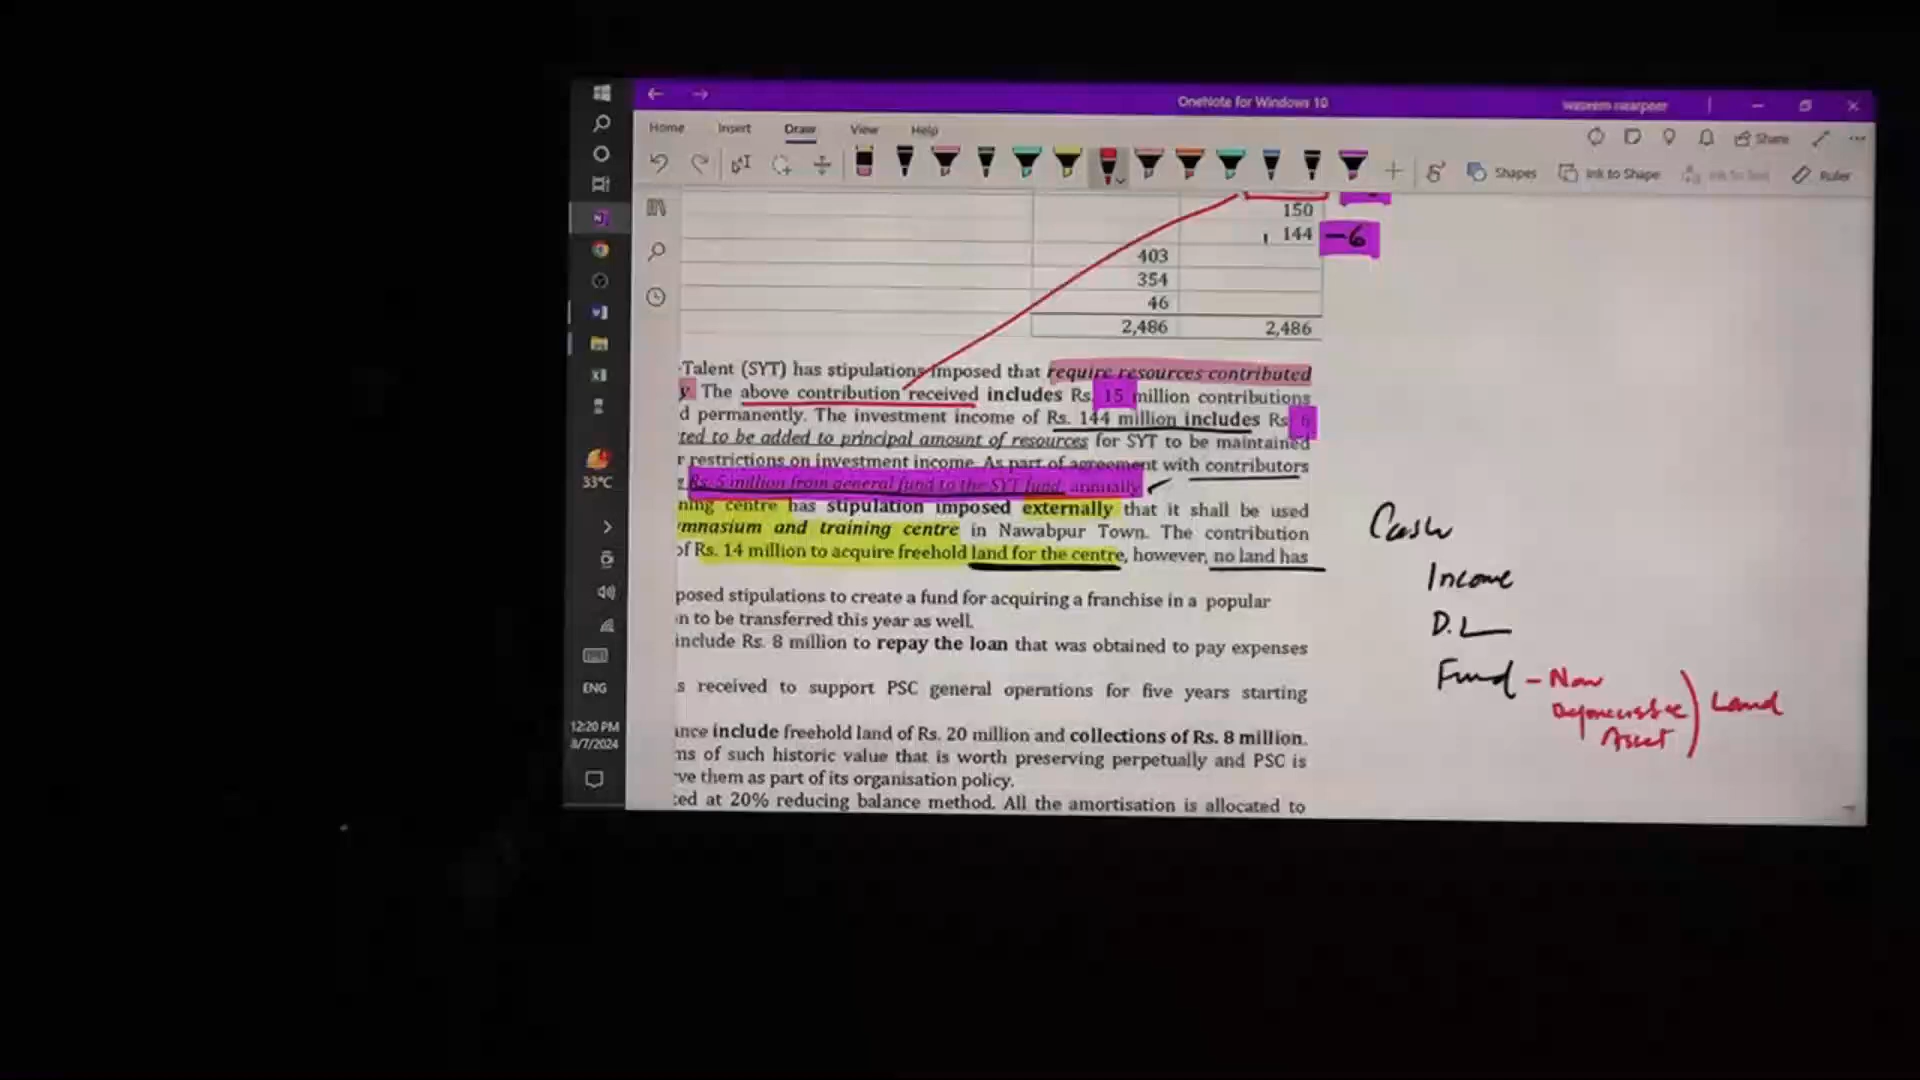 OneNote for Windows 10
Home Insert Draw View Help
Share
Shapes Ink to Shape Ink to Text Ruler
150
144 -6
403
354
46
2,486 2,486
-Talent (SYT) has stipulations imposed that require resources contributed
y. The above contribution received includes Rs. 15 million contributions
d permanently. The investment income of Rs. 144 million includes Rs. 6
ted to be added to principal amount of resources for SYT to be maintained
r restrictions on investment income. As part of agreement with contributors
g Rs. 5 million from general fund to the SYT fund, annually
ning centre has stipulation imposed externally that it shall be used
ymnasium and training centre in Nawabpur Town. The contribution
of Rs. 14 million to acquire freehold land for the centre, however, no land has
posed stipulations to create a fund for acquiring a franchise in a popular
n to be transferred this year as well.
include Rs. 8 million to repay the loan that was obtained to pay expenses
s received to support PSC general operations for five years starting
ance include freehold land of Rs. 20 million and collections of Rs. 8 million.
ms of such historic value that is worth preserving perpetually and PSC is
rve them as part of its organisation policy.
ted at 20% reducing balance method. All the amortisation is allocated to
Cash
Income
D.L
Fund - Non
Asset
Land
33°C
ENG
12:20 PM
8/7/2024